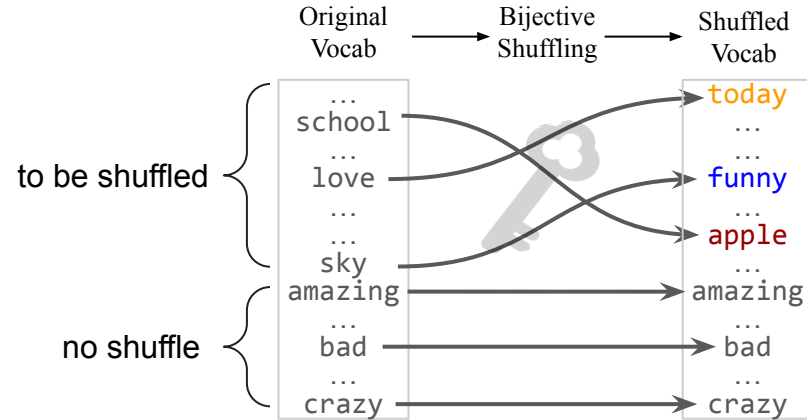 Original
Vocab
Bijective
Shuffling
Shuffled
Vocab
to be shuffled
no shuffle
...
school
...
love
...
...
sky
amazing
...
bad
...
crazy
today
...
...
funny
...
apple
...
amazing
...
bad
...
crazy